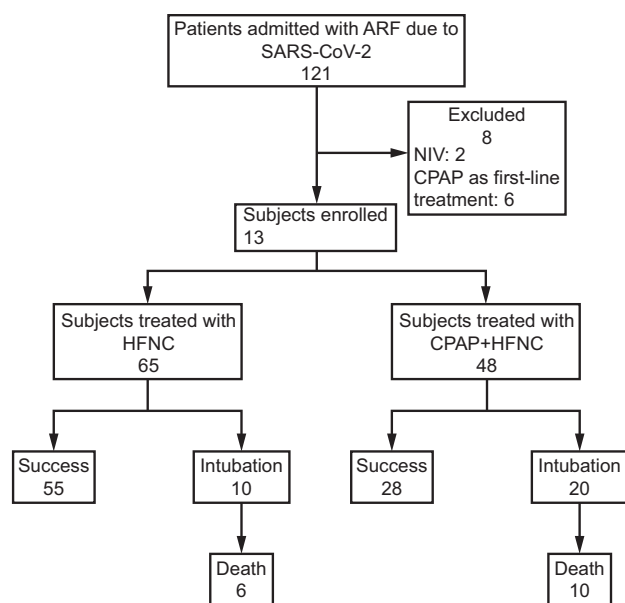 Patients admitted with ARF due to
SARS-CoV-2
121
Excluded
8
NIV: 2
CPAP as first-line
treatment: 6
Subjects enrolled
13
Subjects treated with
HFNC
65
Subjects treated with
CPAP+HFNC
48
Success
55
Intubation
10
Success
28
Intubation
20
Death
6
Death
10